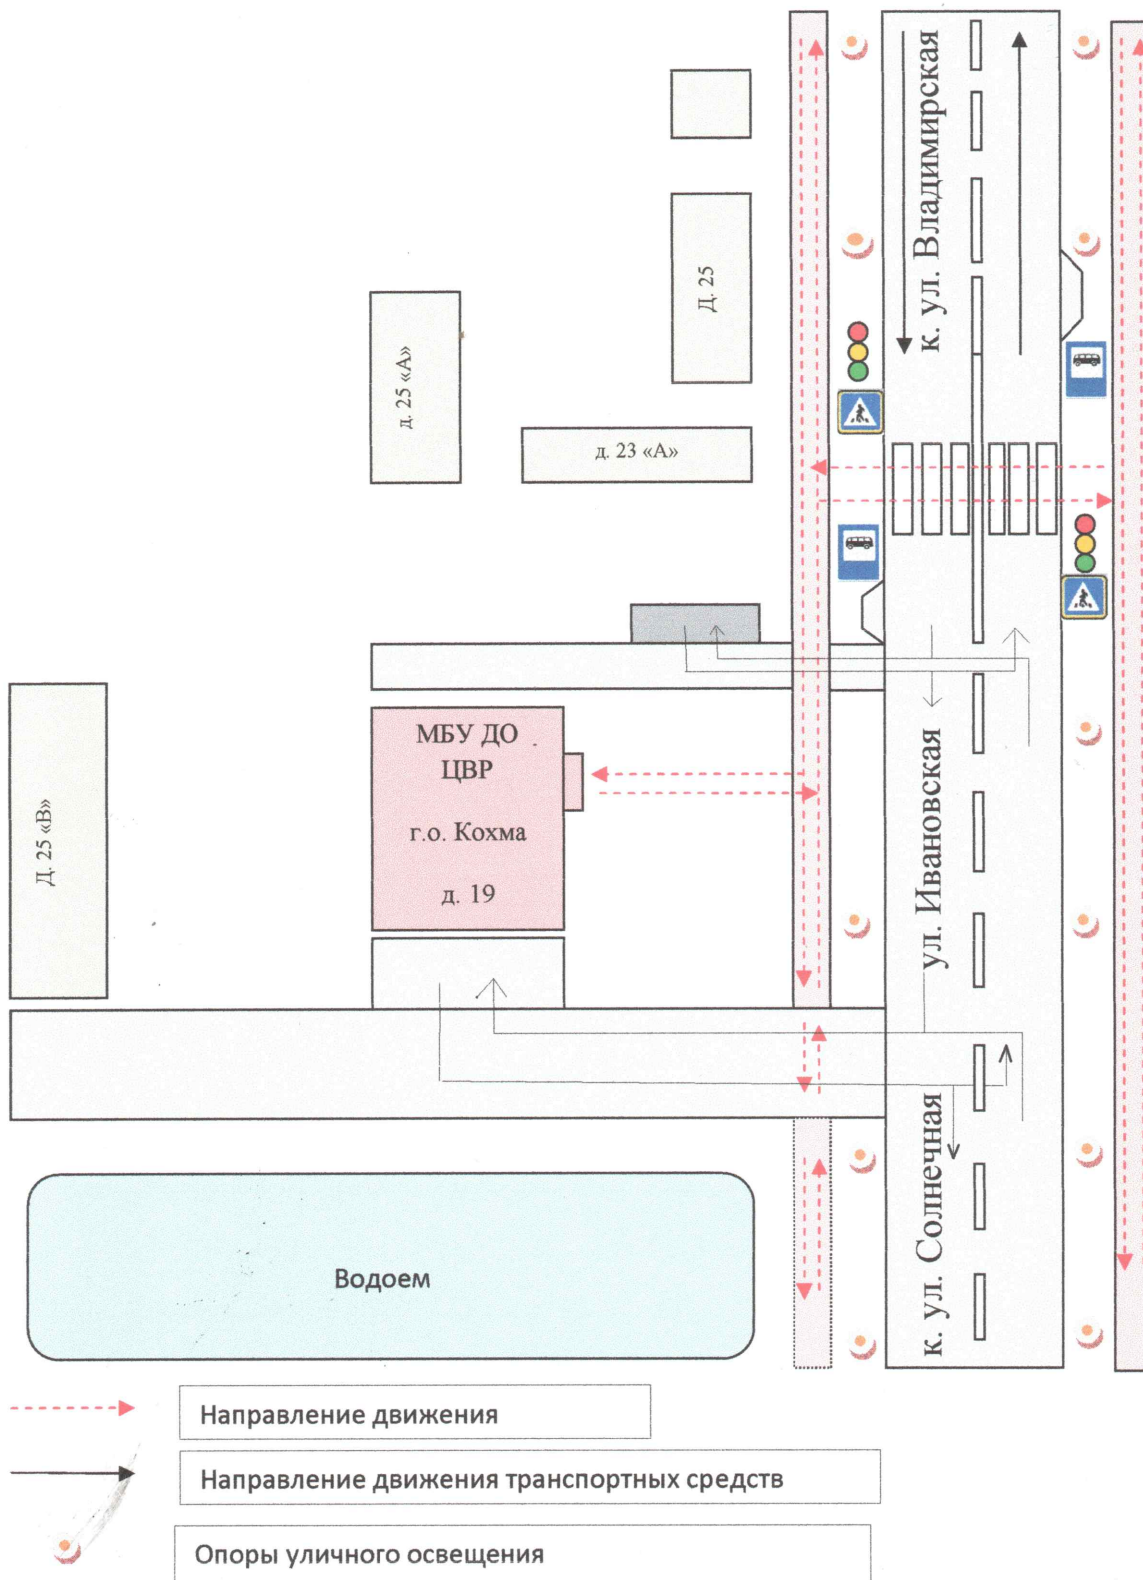 к. ул. Владимирская
Д. 25
д. 25 «А»
д. 23 «А»
Д. 25 «В»
МБУ ДО
ЦВР
г.о. Кохма
д. 19
ул. Ивановская
к. ул. Солнечная
Водоем
Направление движения
Направление движения транспортных средств
Опоры уличного освещения